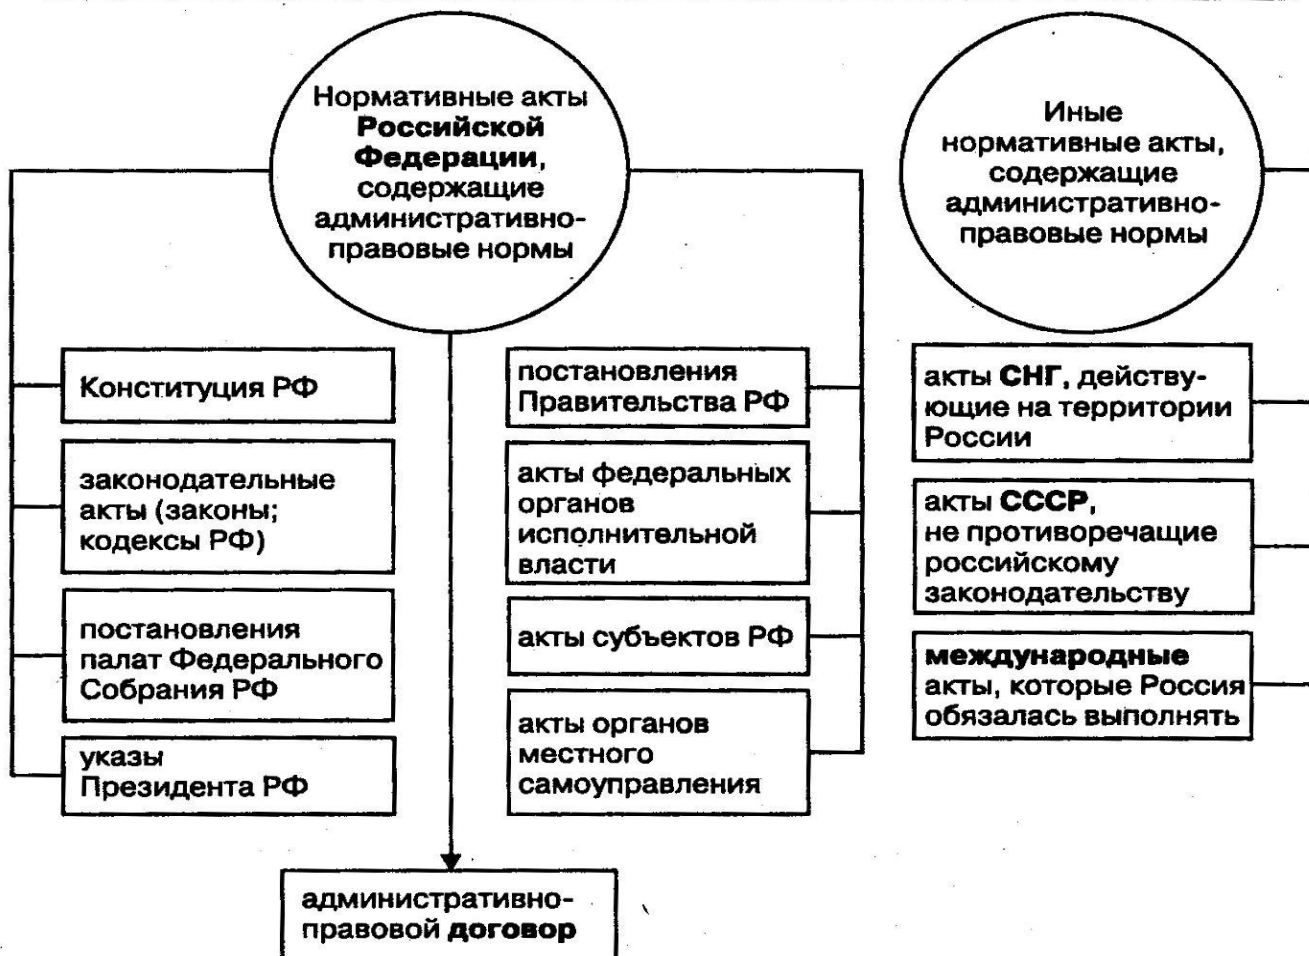 Нормативные акты
Российской
Федерации,
содержащие
административно-
правовые нормы
Конституция РФ
законодательные
акты (законы;
кодексы РФ)
постановления
палат Федерального
Собрания РФ
указы
Президента РФ
постановления
Правительства РФ
акты федеральных
органов
исполнительной
власти
акты субъектов РФ
акты органов
местного
самоуправления
административно-
правовой договор
Иные
нормативные акты,
содержащие
административно-
правовые нормы
акты СНГ, действу-
ющие на территории
России
акты СССР,
не противоречащие
российскому
законодательству
международные
акты, которые Россия
обязалась выполнять